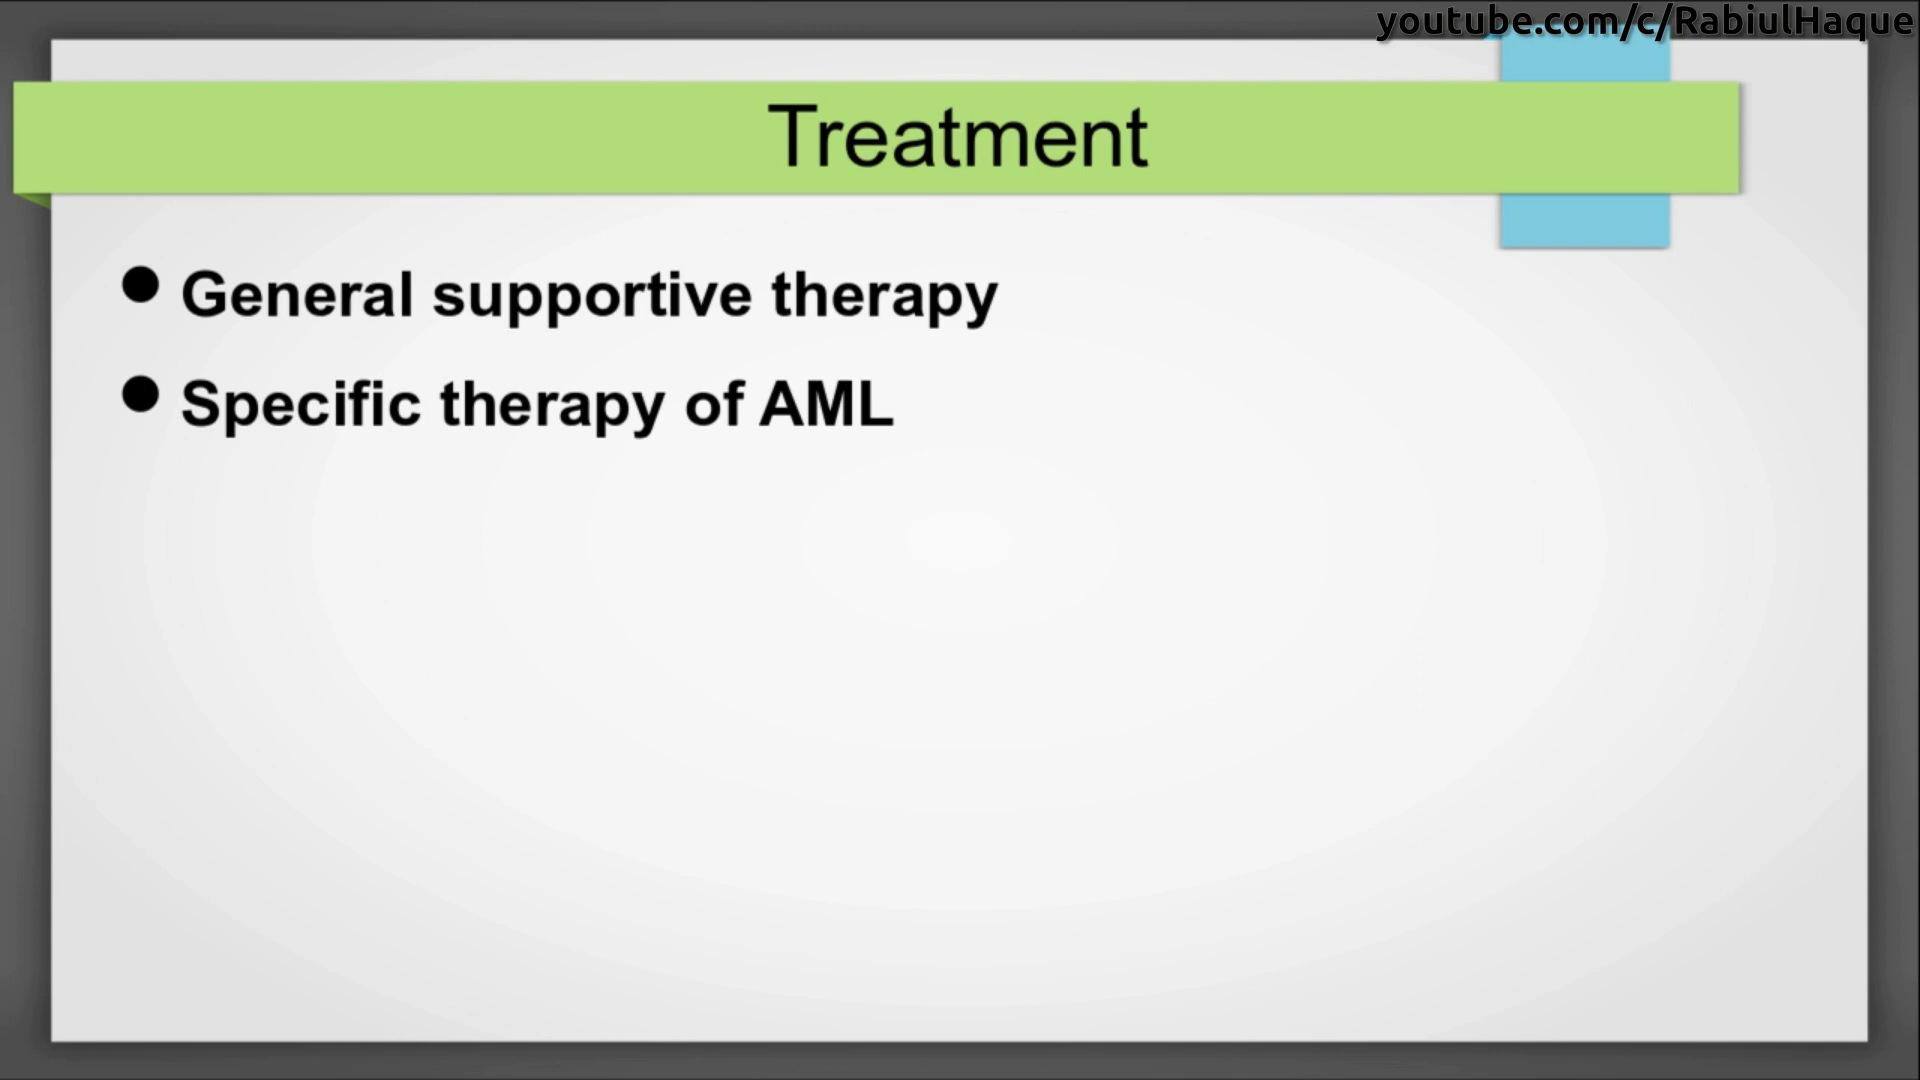 youtube.com/c/RabiulHaque
Treatment
● General supportive therapy
● Specific therapy of AML